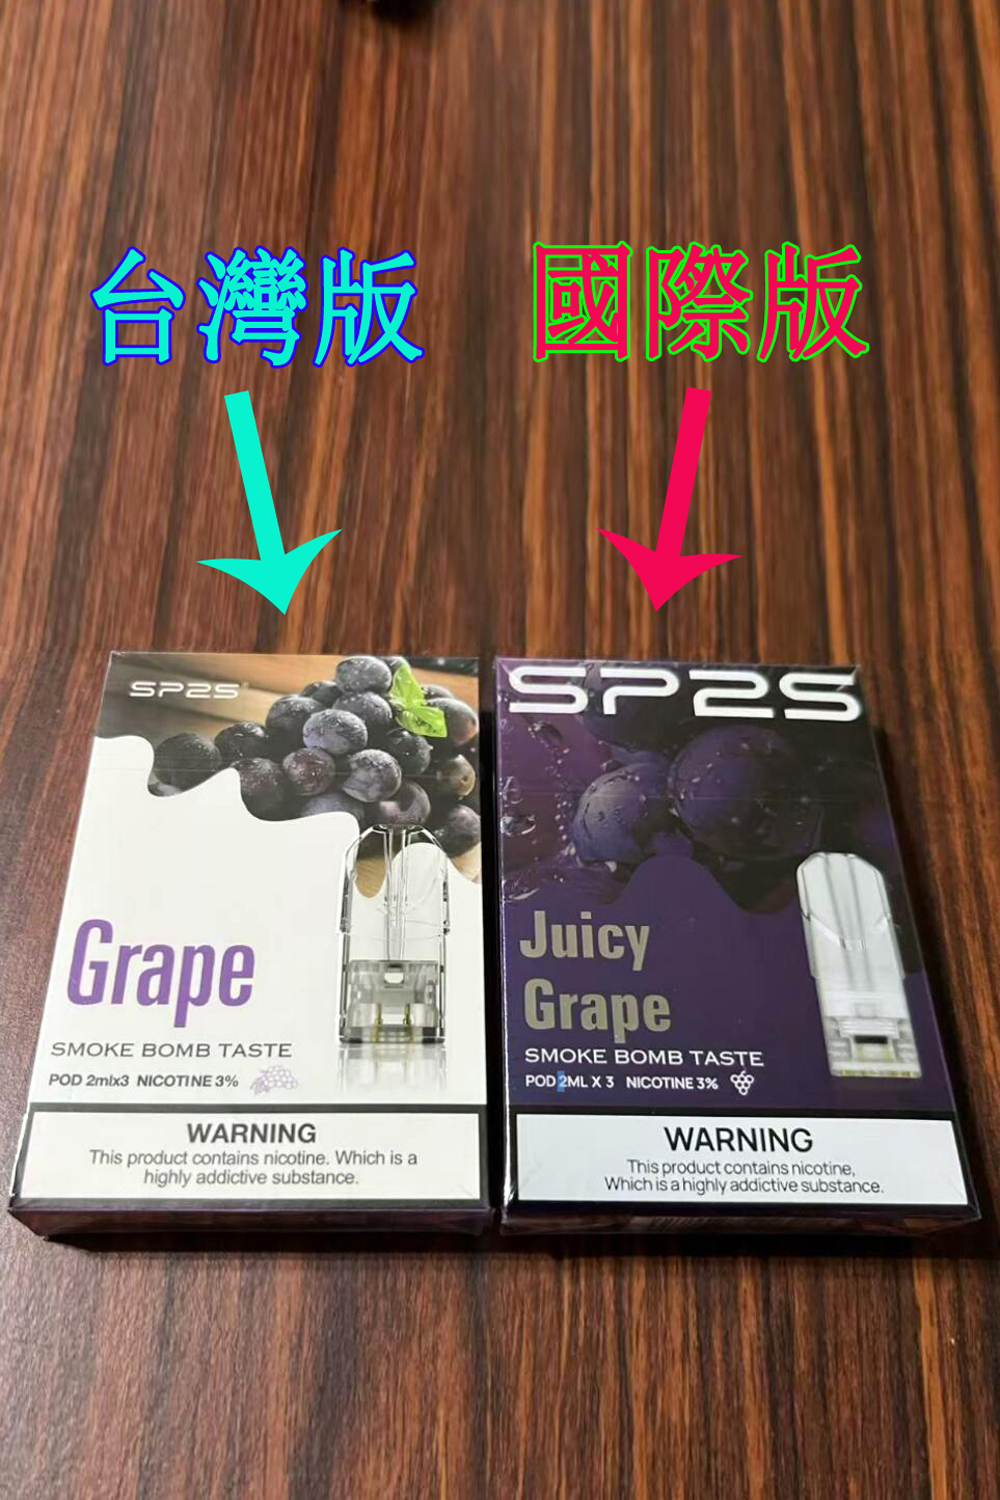 台灣版
國際版
SP2S
Grape
SMOKE BOMB TASTE
POD 2mlx3 NICOTINE 3%
WARNING
This product contains nicotine. Which is a
highly addictive substance.
SP2S
Juicy
Grape
SMOKE BOMB TASTE
POD 2ML X 3 NICOTINE 3%
WARNING
This product contains nicotine,
Which is a highly addictive substance.